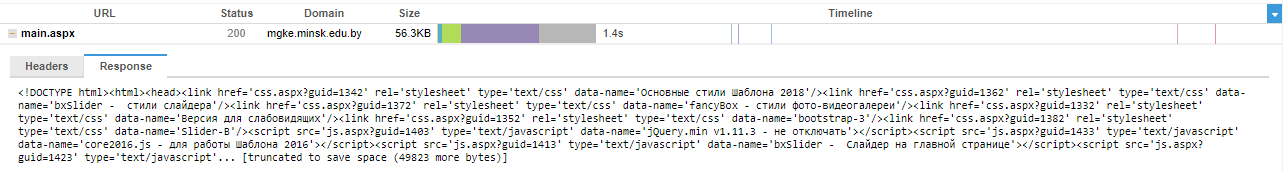 URL Status Domain Size Timeline
main.aspx 200 mgke.minsk.edu.by 56.3KB 1.4s
Headers Response
<!DOCTYPE html><html><head><link href='css.aspx?guid=1342' rel='stylesheet' type='text/css' data-name='Основные стили Шаблона 2018'/><link href='css.aspx?guid=1362' rel='stylesheet' type='text/css' data-
name='bxSlider -  стили слайдера'/><link href='css.aspx?guid=1372' rel='stylesheet' type='text/css' data-name='fancyBox - стили фото-видеогалереи'/><link href='css.aspx?guid=1332' rel='stylesheet'
type='text/css' data-name='Версия для слабовидящих'/><link href='css.aspx?guid=1352' rel='stylesheet' type='text/css' data-name='bootstrap-3'/><link href='css.aspx?guid=1382' rel='stylesheet'
type='text/css' data-name='Slider-B'/><script src='js.aspx?guid=1403' type='text/javascript' data-name='jQuery.min v1.11.3 - не отключать'></script><script src='js.aspx?guid=1433' type='text/javascript'
data-name='core2016.js - для работы Шаблона 2016'></script><script src='js.aspx?guid=1413' type='text/javascript' data-name='bxSlider -  Слайдер на главной странице'></script><script src='js.aspx?
guid=1423' type='text/javascript'... [truncated to save space (49823 more bytes)]